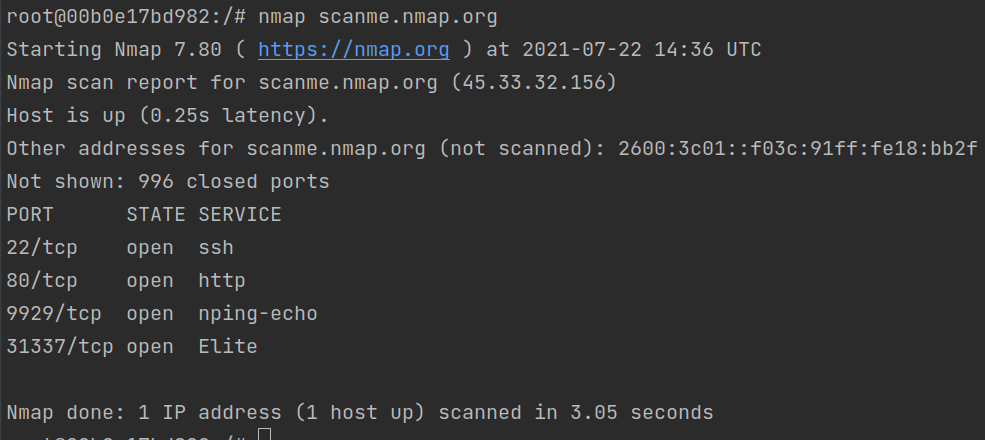 root@00b0e17bd982:/# nmap scanme.nmap.org
Starting Nmap 7.80 ( https://nmap.org ) at 2021-07-22 14:36 UTC
Nmap scan report for scanme.nmap.org (45.33.32.156)
Host is up (0.25s latency).
Other addresses for scanme.nmap.org (not scanned): 2600:3c01::f03c:91ff:fe18:bb2f
Not shown: 996 closed ports
PORT      STATE SERVICE
22/tcp    open  ssh
80/tcp    open  http
9929/tcp  open  nping-echo
31337/tcp open  Elite
Nmap done: 1 IP address (1 host up) scanned in 3.05 seconds